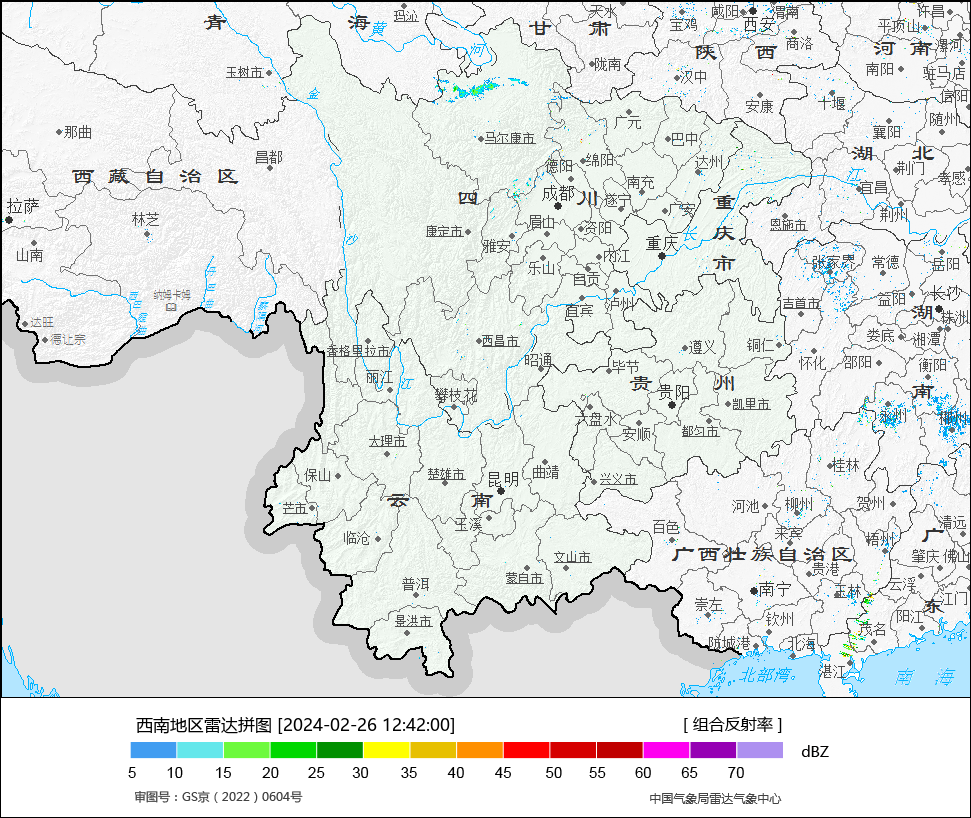 青 海 甘 肃
玛沁
黄
河
天水
宝鸡
咸阳
西安
渭南
许昌
平顶山
漯河
陕 西
商洛
河 南
南阳
驻马店
信阳
玉树市
陇南
汉中
安康
十堰
随州
那曲
金
马尔康市
广元
巴中
襄阳
湖 北
昌都
德阳
绵阳
达州
荆门
孝感
西 藏 自 治 区
江
宜昌
拉萨
林芝
四 川
成都
南充
遂宁
广安
重 庆 市
荆州
康定市
眉山
资阳
恩施市
山南
沙
雅安
重庆
长
乐山
内江
张家界
常德
岳阳
自贡
纳姆卡姆
宜宾
泸州
吉首市
益阳
长沙
达旺
德让宗
湖
株洲
湘潭
娄底
西昌市
遵义
铜仁
香格里拉市
昭通
毕节
怀化
邵阳
衡阳
丽江
江
贵 州
贵阳
南
攀枝花
凯里市
永州
郴州
六盘水
安顺
都匀市
大理市
保山
楚雄市
昆明
曲靖
兴义市
桂林
云 南
芒市
玉溪
河池
柳州
贺州
临沧
百色
来宾
梧州
清远
广
文山市
广西壮族自治区
肇庆
佛山
蒙自市
贵港
普洱
南宁
玉林
云浮
江门
景洪市
崇左
钦州
东
阳江
茂名
防城港
北海
湛江
北部湾
南 海
西南地区雷达拼图 [2024-02-26 12:42:00]
[ 组合反射率 ]
dBZ
5 10 15 20 25 30 35 40 45 50 55 60 65 70
审图号：GS京（2022）0604号
中国气象局雷达气象中心